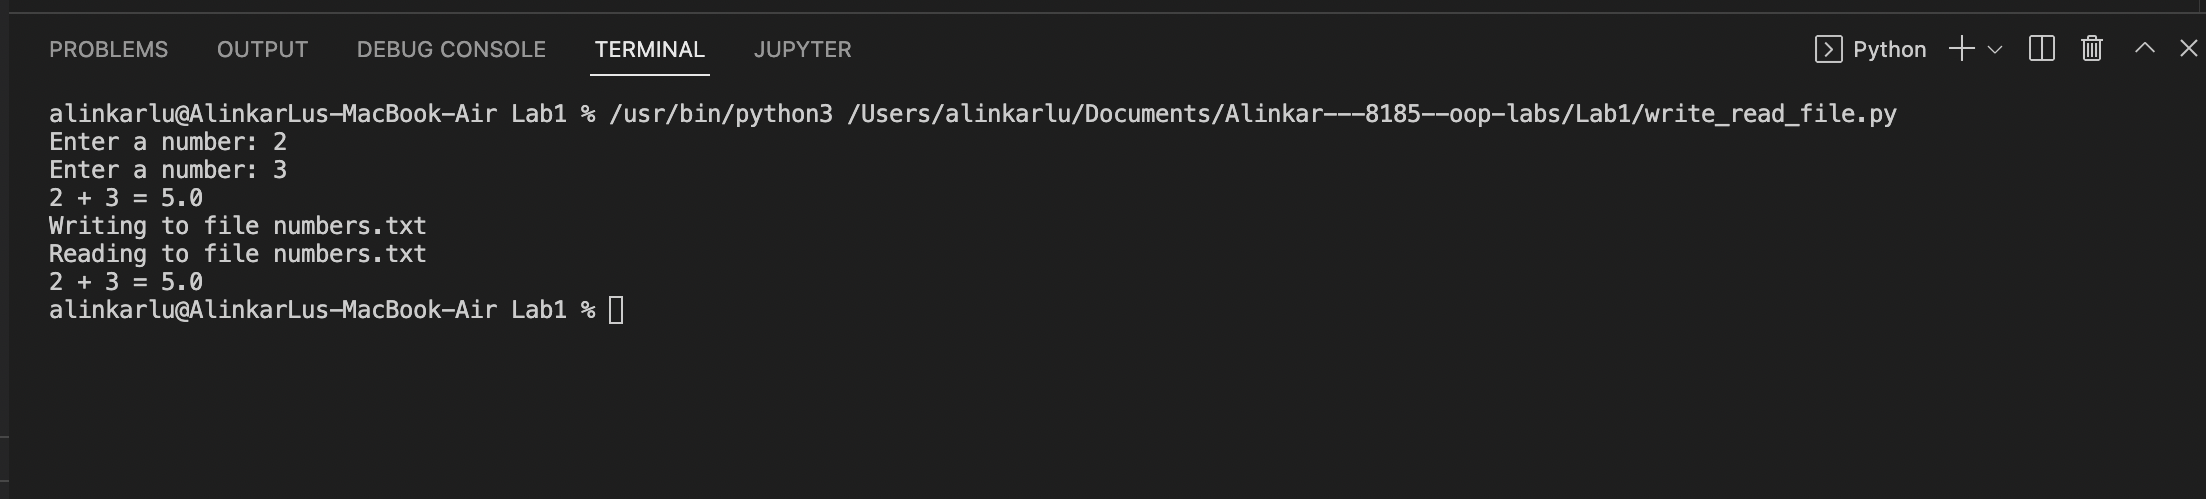 PROBLEMS OUTPUT DEBUG CONSOLE TERMINAL JUPYTER Python
alinkarlu@AlinkarLus-MacBook-Air Lab1 % /usr/bin/python3 /Users/alinkarlu/Documents/Alinkar---8185--oop-labs/Lab1/write_read_file.py
Enter a number: 2
Enter a number: 3
2 + 3 = 5.0
Writing to file numbers.txt
Reading to file numbers.txt
2 + 3 = 5.0
alinkarlu@AlinkarLus-MacBook-Air Lab1 %